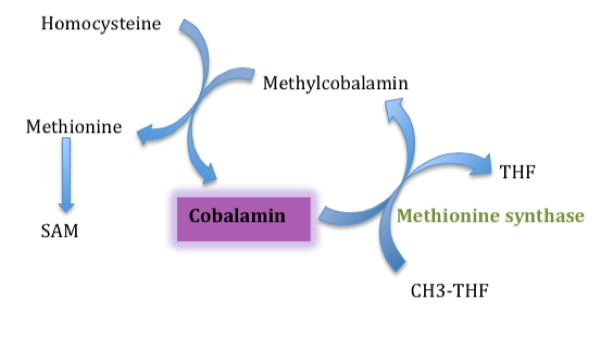 Homocysteine
Methylcobalamin
Methionine
THF
SAM
Cobalamin
Methionine synthase
CH3-THF